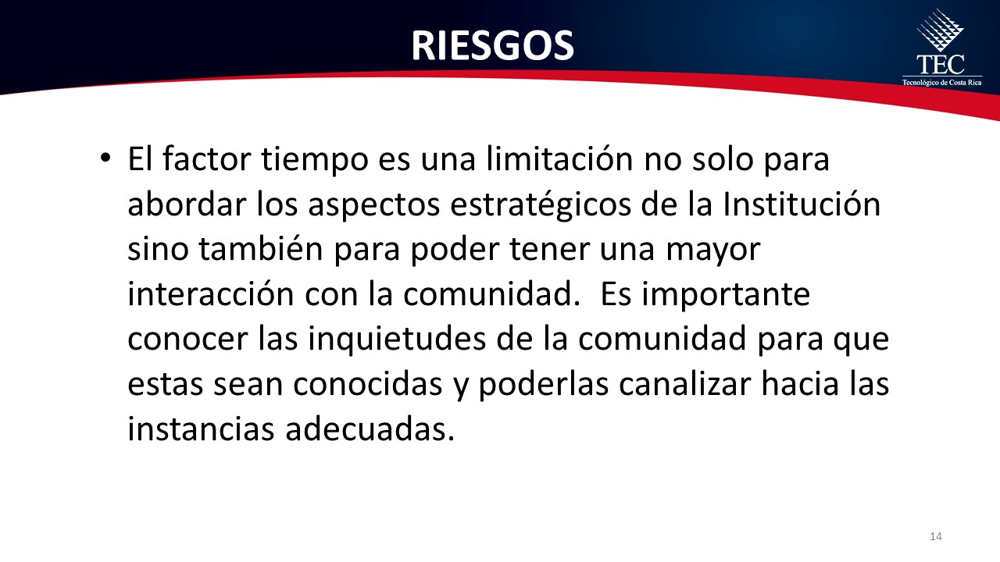 RIESGOS
TEC
Tecnológico de Costa Rica
• El factor tiempo es una limitación no solo para
abordar los aspectos estratégicos de la Institución
sino también para poder tener una mayor
interacción con la comunidad.  Es importante
conocer las inquietudes de la comunidad para que
estas sean conocidas y poderlas canalizar hacia las
instancias adecuadas.
14